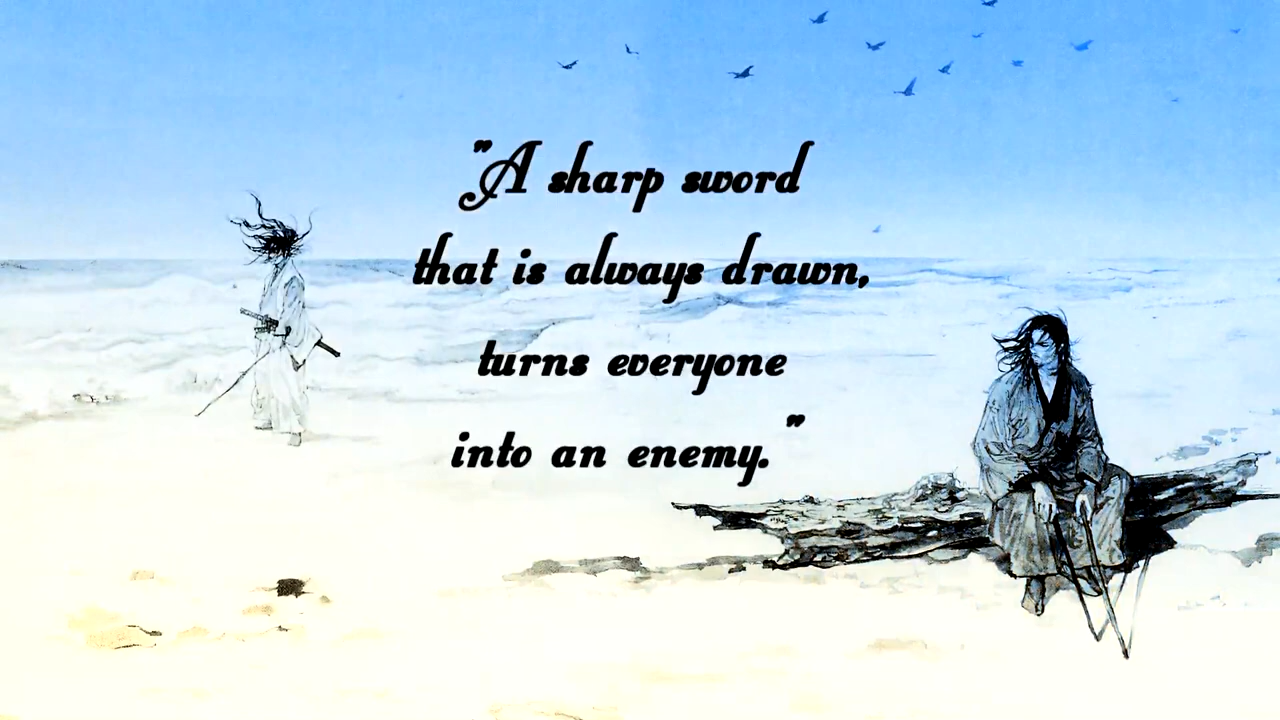 "A sharp sword
that is always drawn,
turns everyone
into an enemy."